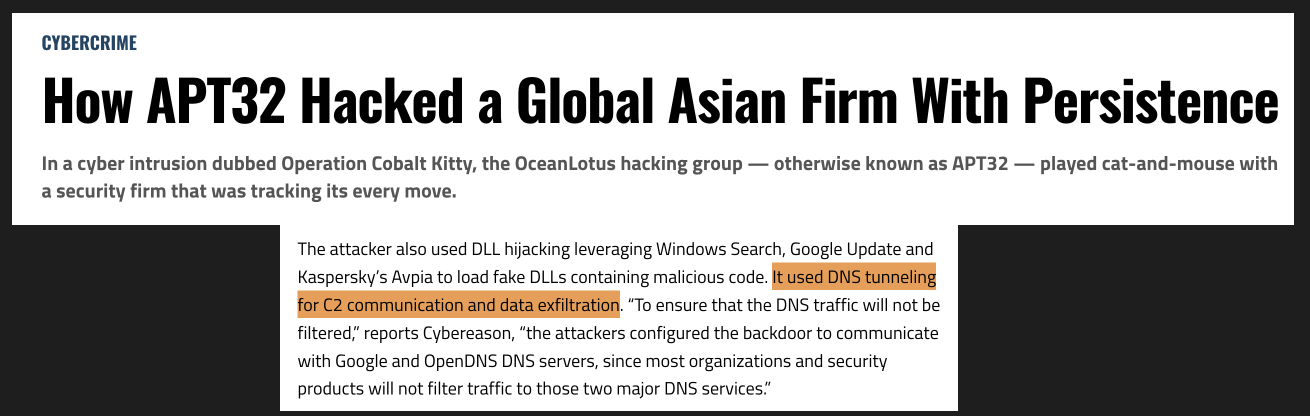 CYBERCRIME
How APT32 Hacked a Global Asian Firm With Persistence
In a cyber intrusion dubbed Operation Cobalt Kitty, the OceanLotus hacking group — otherwise known as APT32 — played cat-and-mouse with
a security firm that was tracking its every move.
The attacker also used DLL hijacking leveraging Windows Search, Google Update and
Kaspersky’s Avpia to load fake DLLs containing malicious code. It used DNS tunneling
for C2 communication and data exfiltration. “To ensure that the DNS traffic will not be
filtered,” reports Cybereason, “the attackers configured the backdoor to communicate
with Google and OpenDNS DNS servers, since most organizations and security
products will not filter traffic to those two major DNS services.”